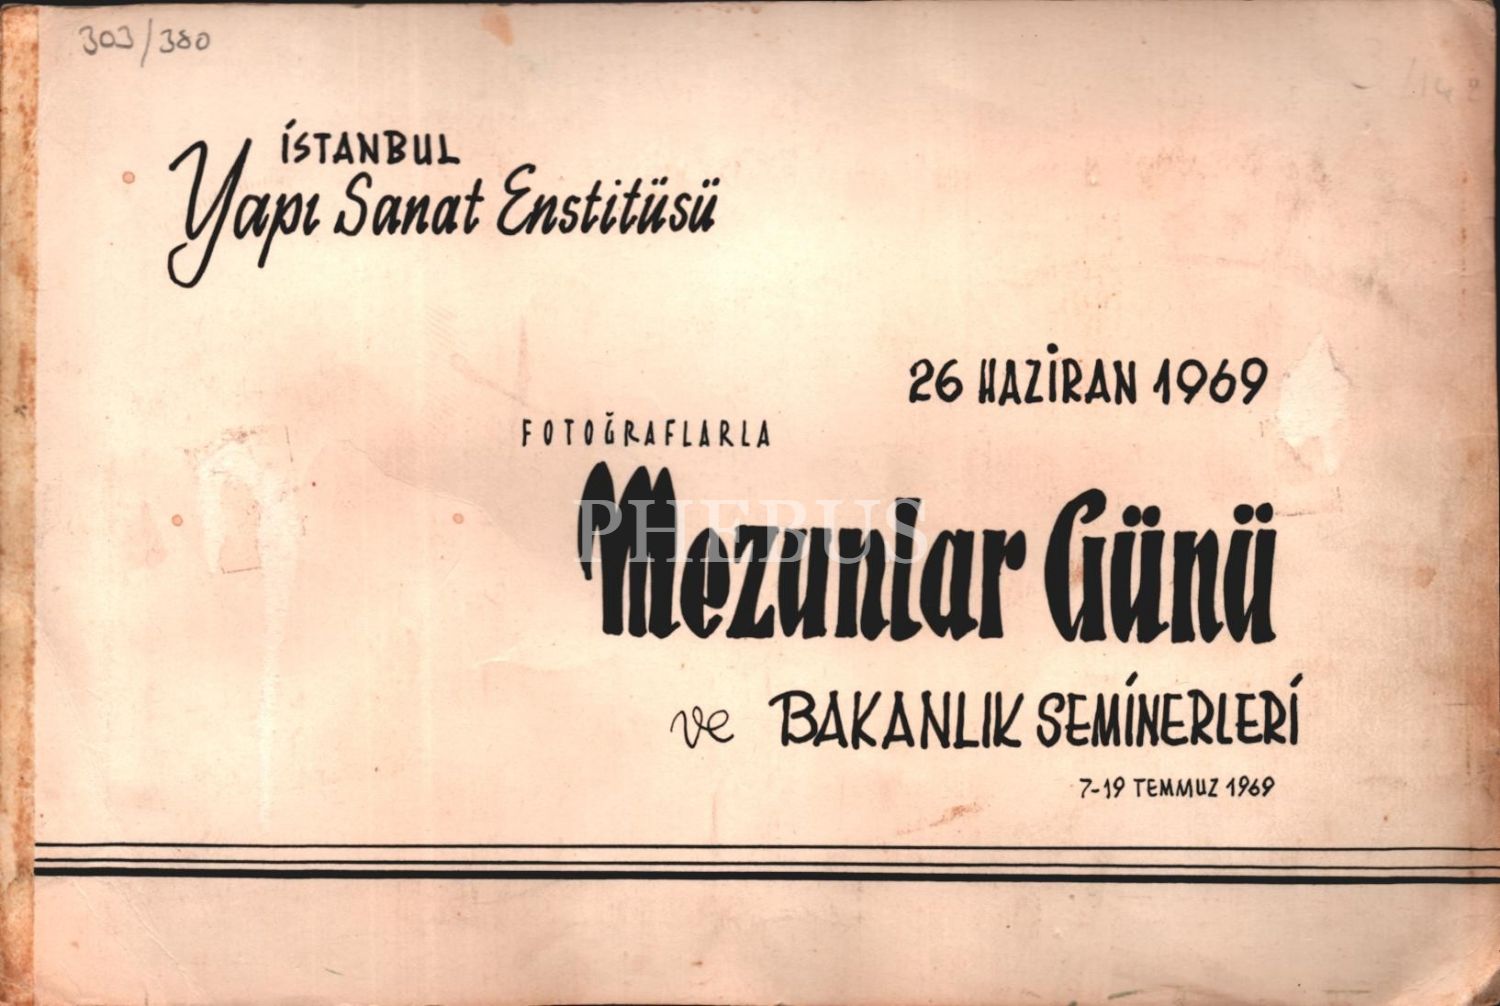 303/380
İSTANBUL
Yapı Sanat Enstitüsü
26 HAZİRAN 1969
FOTOĞRAFLARLA
Mezunlar Günü
PHEBUS
ve BAKANLIK SEMİNERLERİ
7-19 TEMMUZ 1969